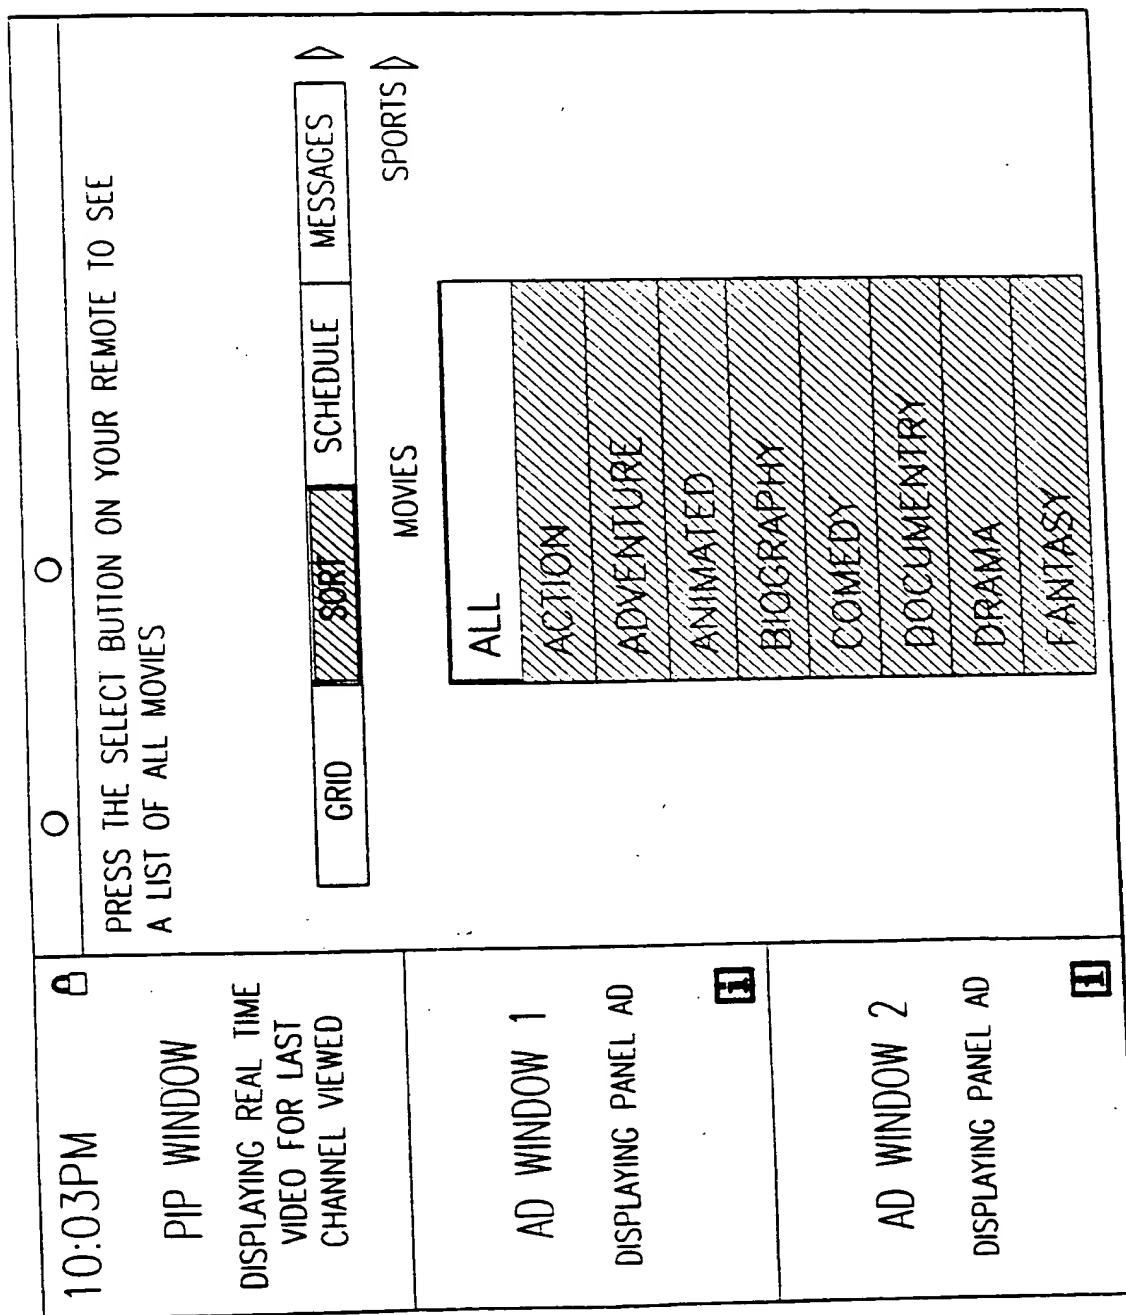 10:03PM
PIP WINDOW
DISPLAYING REAL TIME
VIDEO FOR LAST
CHANNEL VIEWED
AD WINDOW 1
DISPLAYING PANEL AD
i
AD WINDOW 2
DISPLAYING PANEL AD
i
PRESS THE SELECT BUTTON ON YOUR REMOTE TO SEE
A LIST OF ALL MOVIES
GRID SORT SCHEDULE MESSAGES
MOVIES SPORTS
ALL
ACTION
ADVENTURE
ANIMATED
BIOGRAPHY
COMEDY
DOCUMENTRY
DRAMA
FANTASY